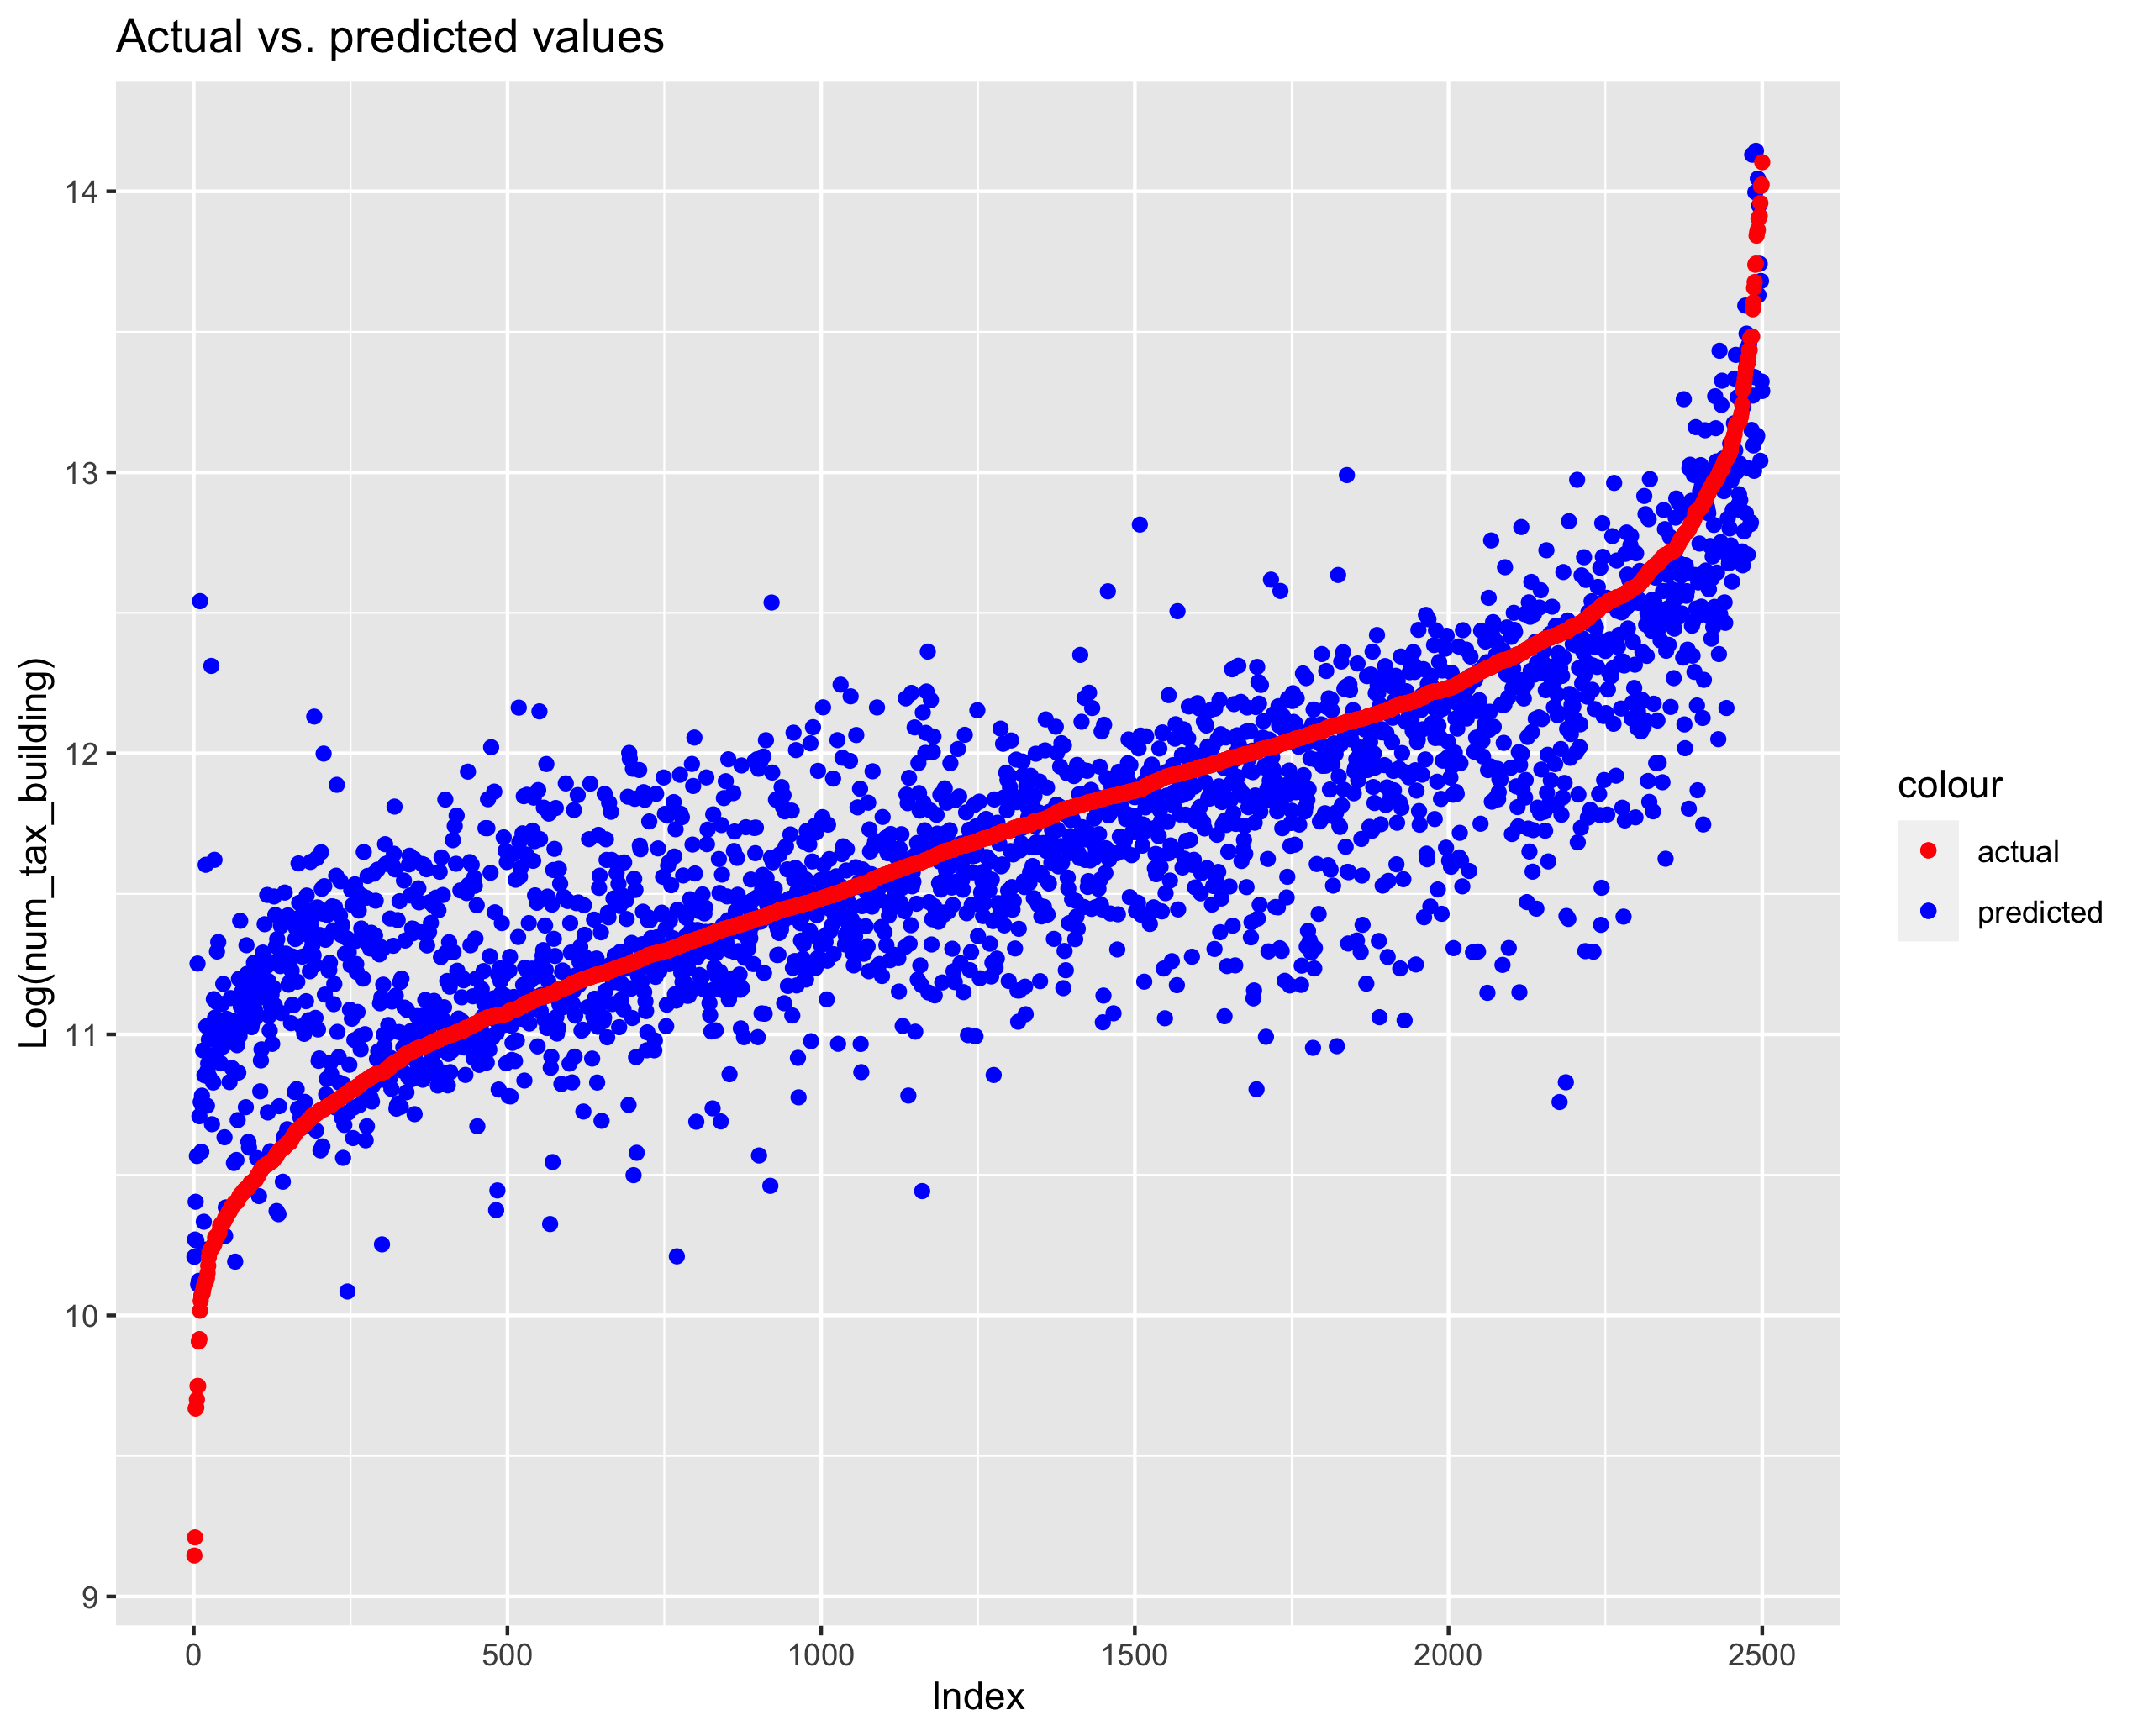 Actual vs. predicted values
Log(num_tax_building)
14
13
12
11
10
9
0 500 1000 1500 2000 2500
Index
colour
actual
predicted